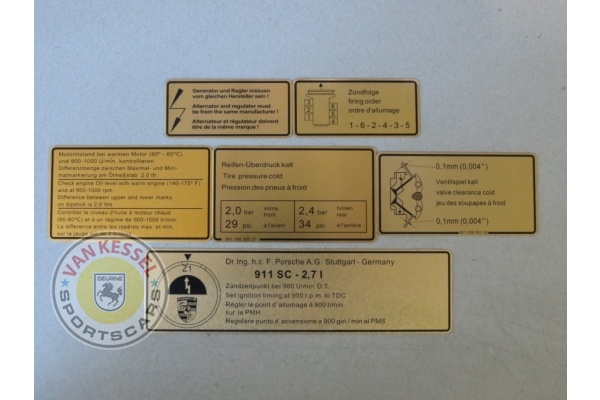 Generator und Regler müssen
vom gleichen Hersteller sein !
Alternator and regulator must
be from the same manufacturer !
Alternateur et régulateur doivent
être de la même marque !
Zündfolge
firing order
ordre d'allumage
1-6-2-4-3-5
Motorölstand bei warmen Motor (60°- 80°C)
und 900-1000 U/min. kontrollieren
Differenzmenge zwischen Maximal- und Mini-
malmarkierung am Ölmeßstab: 2,0 ltr.
Check engine Oil level with warm engine (140-175° F)
and at 900-1000 rpm.
Difference between upper and lower marks
on dipstick is 2,0 ltrs.
Contrôler le niveau d'huile à moteur chaud
(60-80°C) et à un régime de 900-1000 t/min
La différence entre les repères max. et min.
sur la jauge
Reifen-Überdruck kalt
Tire pressure cold
Pression des pneus à froid
2,0 bar
29 psi
vorne
front
à l'avant
2,4 bar
34 psi
hinten
rear
à l'arrière
0,1mm (0,004")
Ventilspiel kalt
valve clearance cold
jeu des soupapes à froid
0,1mm (0,004")
Z1
Dr. Ing. h.c. F. Porsche A.G. Stuttgart - Germany
911 SC - 2,7 l
Zündzeitpunkt bei 900 U/min O.T.
Set ignition timing at 900 r.p.m. to TDC
Régler le point d'allumage à 900 t/min.
sur le PMH
Regolare punto d. accensione a 900 giri / min al PMS
VAN KESSEL
DEURNE
SPORTSCARS